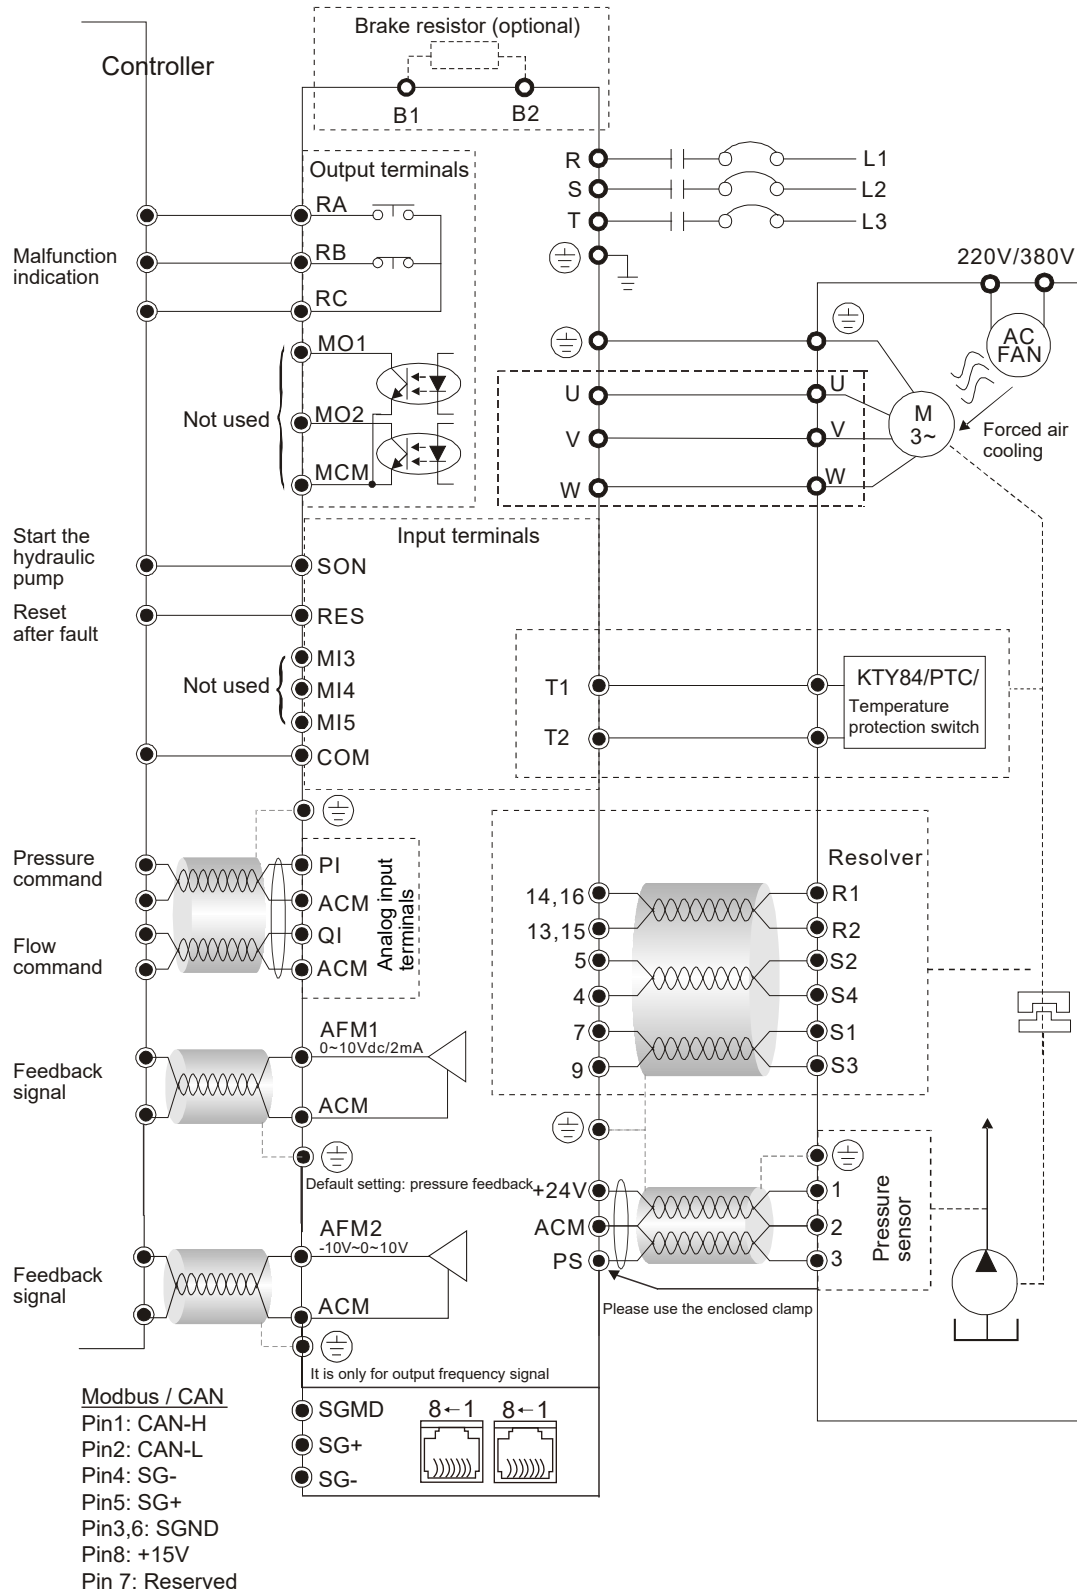 Brake resistor (optional)
Controller
B1
B2
Output terminals
R
L1
S
L2
T
L3
RA
RB
RC
Malfunction
indication
220V/380V
AC
FAN
MO1
MO2
MCM
Not used
U
V
W
U
V
W
M
3~
Forced air
cooling
Input terminals
Start the
hydraulic
pump
SON
Reset
after fault
RES
MI3
MI4
MI5
Not used
COM
T1
T2
KTY84/PTC/
Temperature
protection switch
Pressure
command
Flow
command
PI
ACM
QI
ACM
Analog input
terminals
Resolver
14,16
R1
13,15
R2
5
S2
4
S4
7
S1
9
S3
AFM1
0~10Vdc/2mA
Feedback
signal
ACM
Default setting: pressure feedback
+24V
1
ACM
2
PS
3
Pressure
sensor
Please use the enclosed clamp
AFM2
-10V~0~10V
Feedback
signal
ACM
It is only for output frequency signal
Modbus / CAN
Pin1: CAN-H
Pin2: CAN-L
Pin4: SG-
Pin5: SG+
Pin3,6: SGND
Pin8: +15V
Pin 7: Reserved
SGMD
SG+
SG-
8←1
8←1